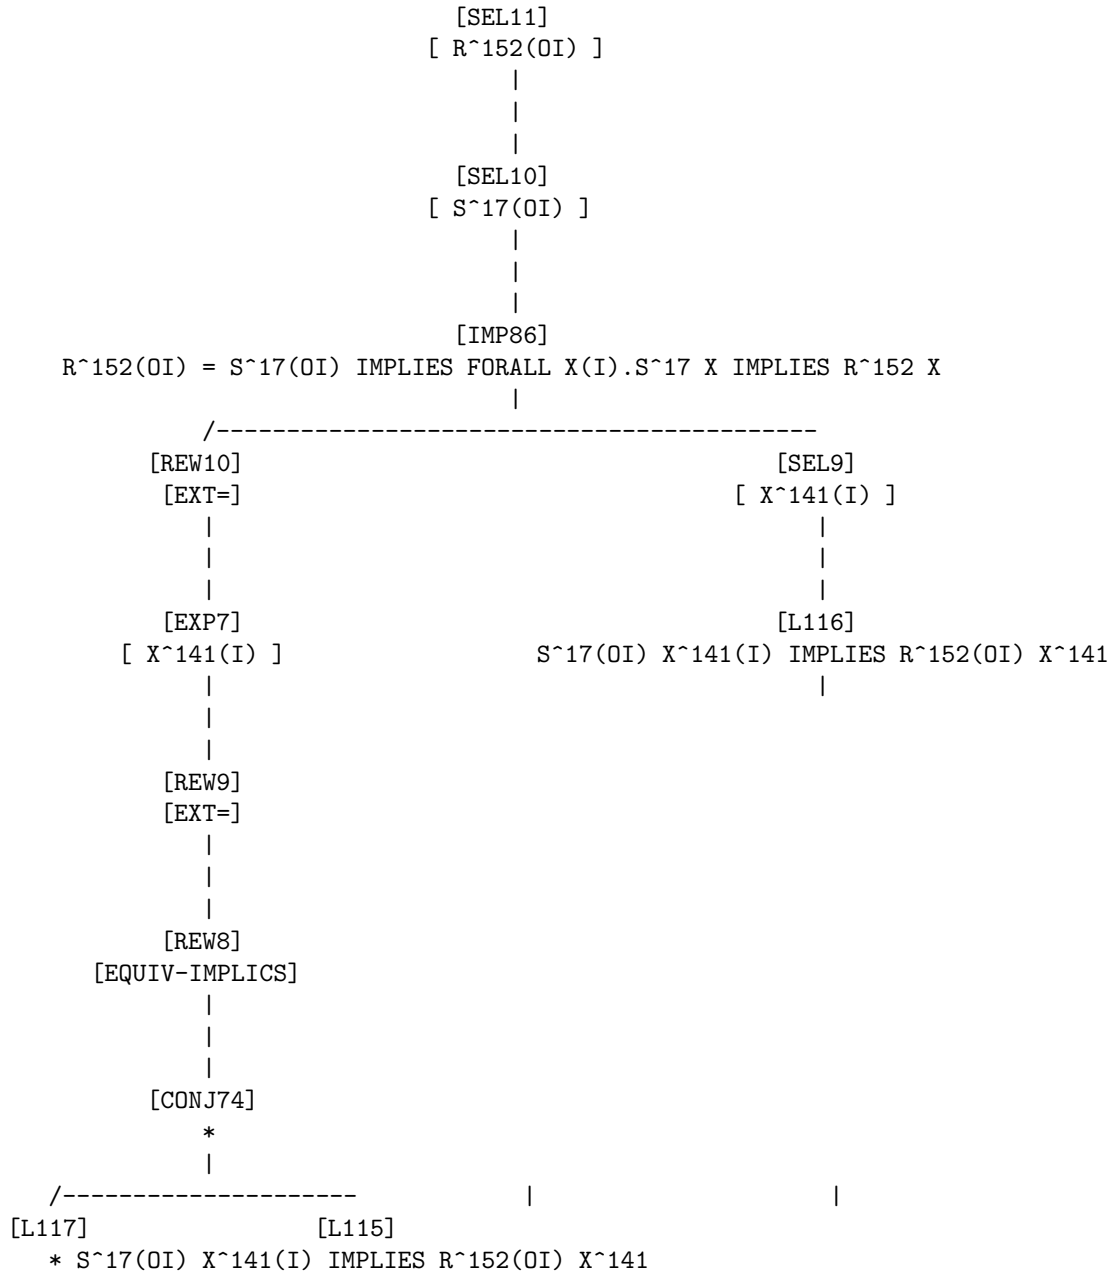 [SEL11]
[ R^152(OI) ]
|
|
|
[SEL10]
[ S^17(OI) ]
|
|
|
[IMP86]
R^152(OI) = S^17(OI) IMPLIES FORALL X(I).S^17 X IMPLIES R^152 X
|
/-------------------------------------------
[REW10] [SEL9]
[EXT=] [ X^141(I) ]
| |
| |
| |
[EXP7] [L116]
[ X^141(I) ] S^17(OI) X^141(I) IMPLIES R^152(OI) X^141
| |
|
|
[REW9]
[EXT=]
|
|
|
[REW8]
[EQUIV-IMPLICS]
|
|
|
[CONJ74]
*
|
/--------------------- | |
[L117] [L115]
* S^17(OI) X^141(I) IMPLIES R^152(OI) X^141